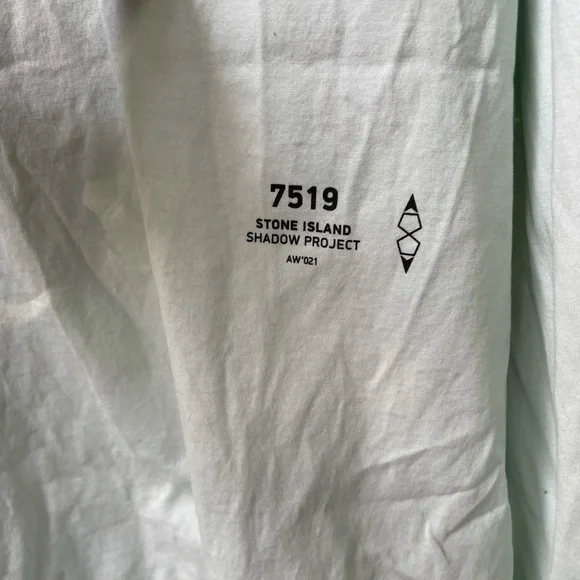 7519
STONE ISLAND
SHADOW PROJECT
AW'021